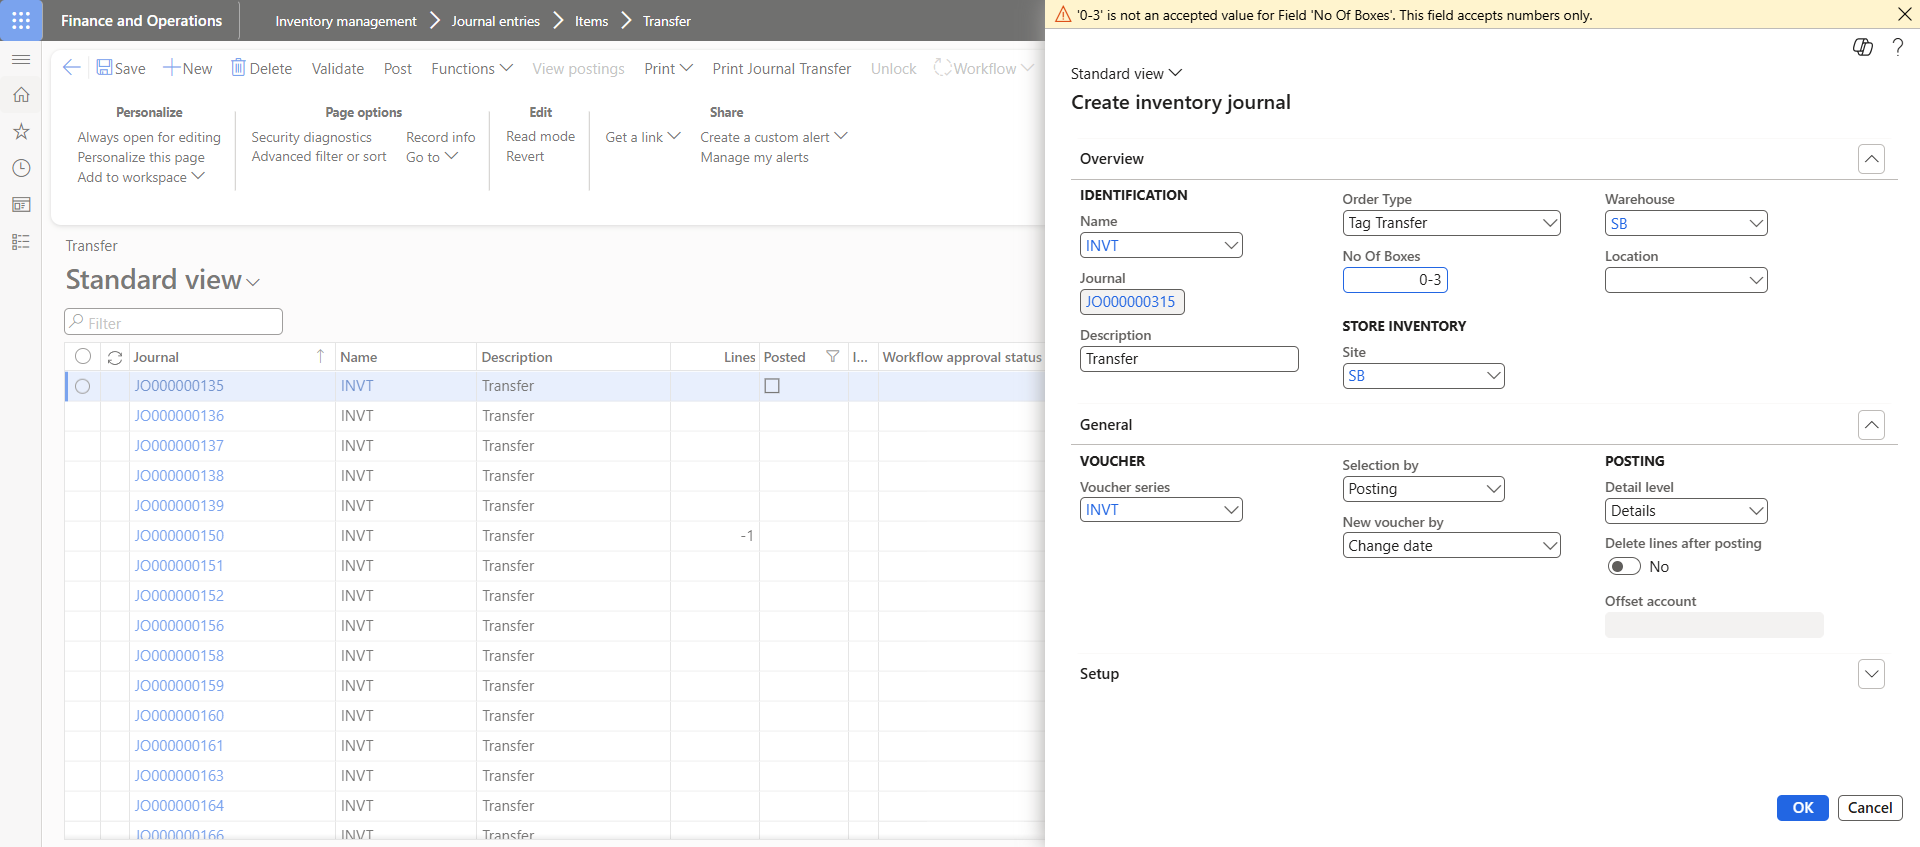 Finance and Operations
Inventory management
Journal entries
Items
Transfer
Save
New
Delete
Validate
Post
Functions
View postings
Print
Print Journal Transfer
Unlock
Workflow
Personalize
Always open for editing
Personalize this page
Add to workspace
Page options
Security diagnostics
Advanced filter or sort
Record info
Go to
Edit
Read mode
Revert
Share
Get a link
Create a custom alert
Manage my alerts
Transfer
Standard view
Filter
Journal Name Description Lines Posted I... Workflow approval status
JO000000135 INVT Transfer
JO000000136 INVT Transfer
JO000000137 INVT Transfer
JO000000138 INVT Transfer
JO000000139 INVT Transfer
JO000000150 INVT Transfer -1
JO000000151 INVT Transfer
JO000000152 INVT Transfer
JO000000156 INVT Transfer
JO000000158 INVT Transfer
JO000000159 INVT Transfer
JO000000160 INVT Transfer
JO000000161 INVT Transfer
JO000000163 INVT Transfer
JO000000164 INVT Transfer
JO000000166 INVT Transfer
'0-3' is not an accepted value for Field 'No Of Boxes'. This field accepts numbers only.
?
Standard view
Create inventory journal
Overview
IDENTIFICATION
Name
INVT
Journal
JO000000315
Description
Transfer
Order Type
Tag Transfer
No Of Boxes
0-3
STORE INVENTORY
Site
SB
Warehouse
SB
Location
General
VOUCHER
Voucher series
INVT
Selection by
Posting
New voucher by
Change date
POSTING
Detail level
Details
Delete lines after posting
No
Offset account
Setup
OK
Cancel